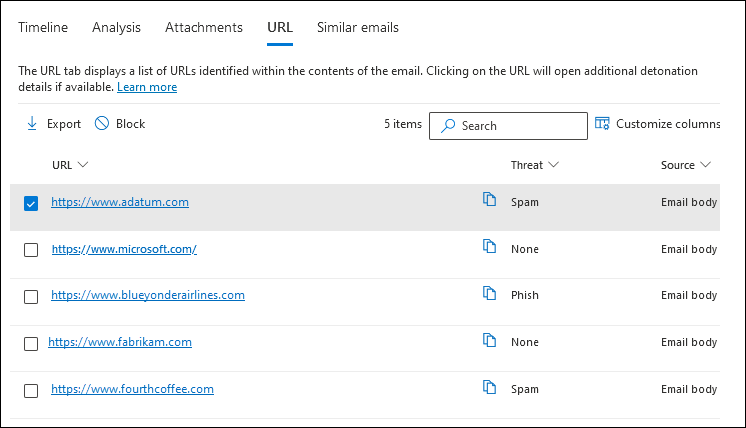 Timeline Analysis Attachments URL Similar emails
The URL tab displays a list of URLs identified within the contents of the email. Clicking on the URL will open additional detonation
details if available. Learn more
Export Block 5 items Search Customize columns
URL Threat Source
https://www.adatum.com Spam Email body
https://www.microsoft.com/ None Email body
https://www.blueyonderairlines.com Phish Email body
https://www.fabrikam.com None Email body
https://www.fourthcoffee.com Spam Email body